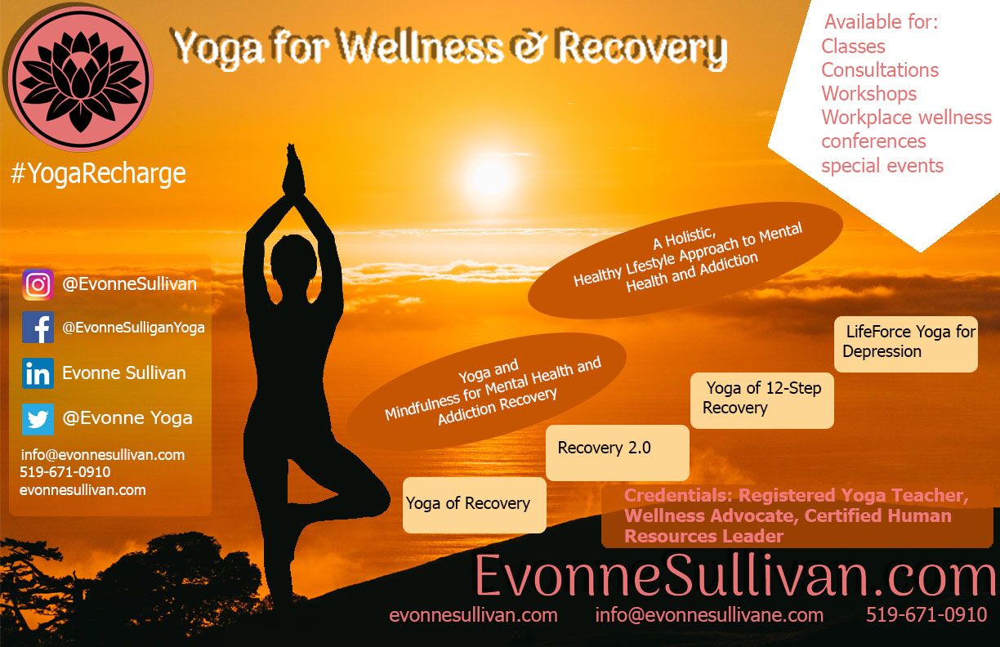 Yoga for Wellness & Recovery
Available for:
Classes
Consultations
Workshops
Workplace wellness
conferences
special events
#YogaRecharge
A Holistic,
Healthy Lfestyle Approach to Mental
Health and Addiction
@EvonneSullivan
@EvonneSulliganYoga
Evonne Sullivan
@Evonne Yoga
info@evonnesullivan.com
519-671-0910
evonnesullivan.com
Yoga and
Mindfulness for Mental Health and
Addiction Recovery
LifeForce Yoga for
Depression
Yoga of 12-Step
Recovery
Recovery 2.0
Yoga of Recovery
Credentials: Registered Yoga Teacher,
Wellness Advocate, Certified Human
Resources Leader
EvonneSullivan.com
evonnesullivan.com info@evonnesullivane.com 519-671-0910